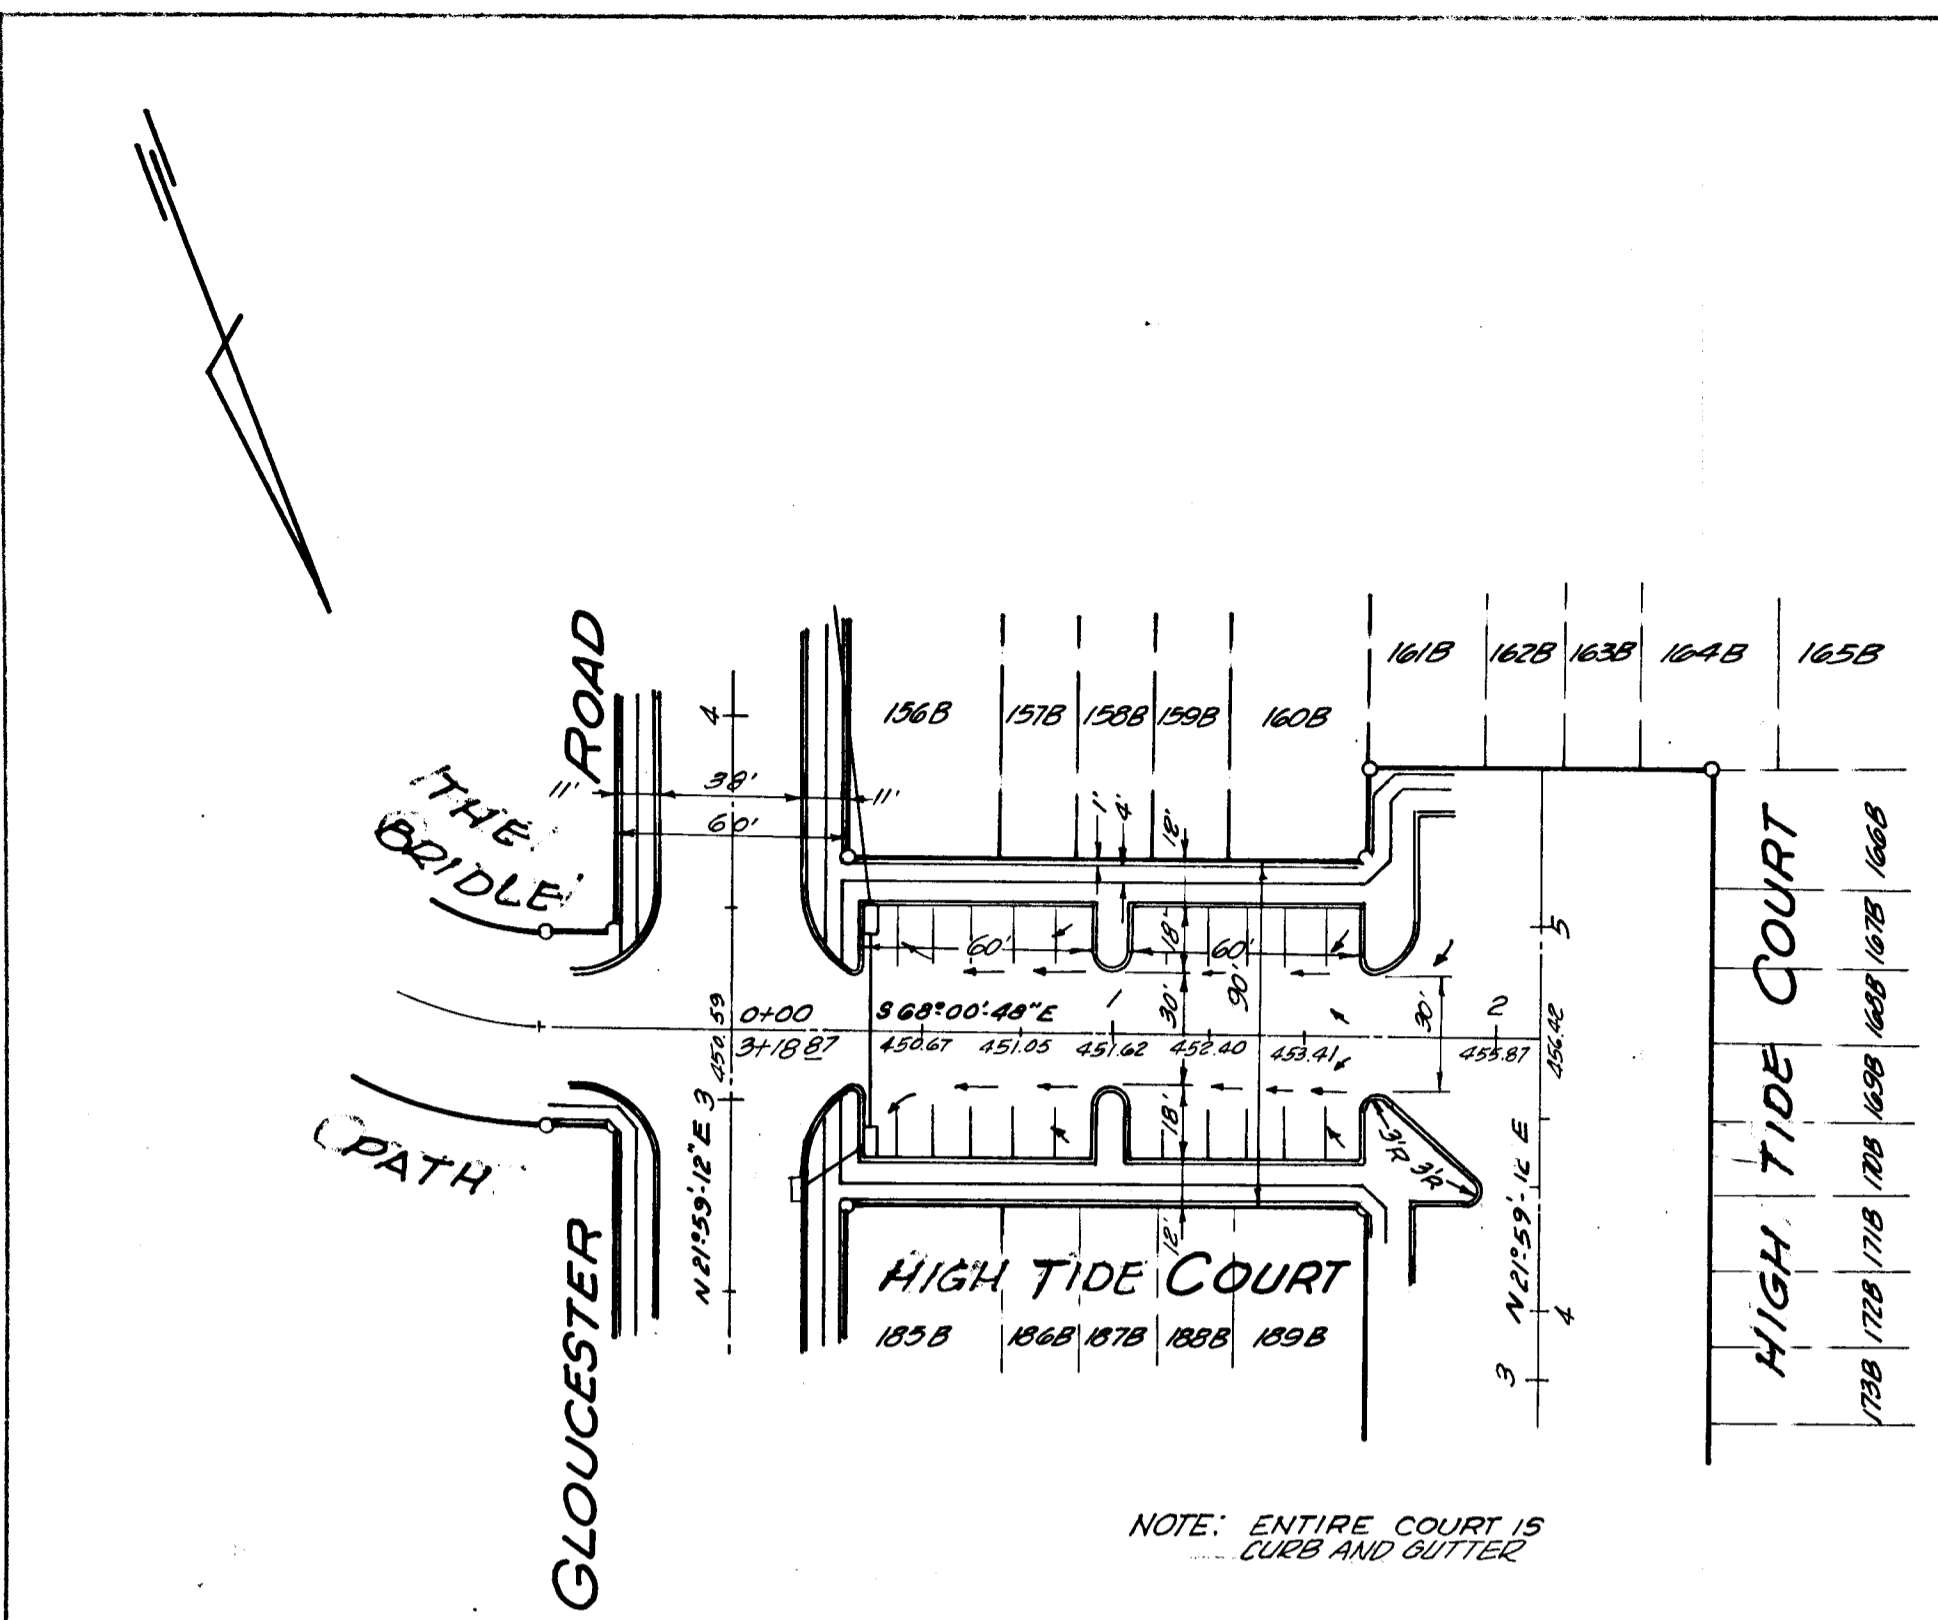 ROAD
THE
BRIDLE
PATH
GLOUCESTER
4
11'
38'
11'
60'
156B
157B
158B
159B
160B
161B
162B
163B
164B
165B
1'
4'
12'
18'
60'
60'
30'
90'
30'
450.59
0+00
3+18.87
S 68°-00'-48" E
1
2
450.67
451.05
451.62
452.40
453.41
455.87
456.42
5
3
N 21°-59'-12" E
18'
3'R
3'R
12'
N 21°-59'-12 E
4
3
HIGH TIDE COURT
185B
186B
187B
188B
189B
HIGH TIDE COURT
166B
167B
168B
169B
170B
171B
172B
173B
NOTE: ENTIRE COURT IS
CURB AND GUTTER